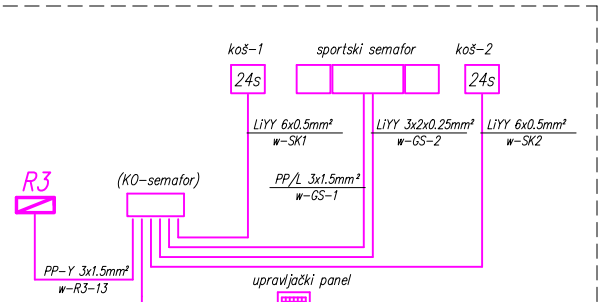 koš-1
sportski semafor
koš-2
24s
24s
LiYY 6x0.5mm²
w-SK1
LiYY 3x2x0.25mm²
w-GS-2
LiYY 6x0.5mm²
w-SK2
PP/L 3x1.5mm²
w-GS-1
R3
(KO-semafor)
PP-Y 3x1.5mm²
w-R3-13
upravljački panel